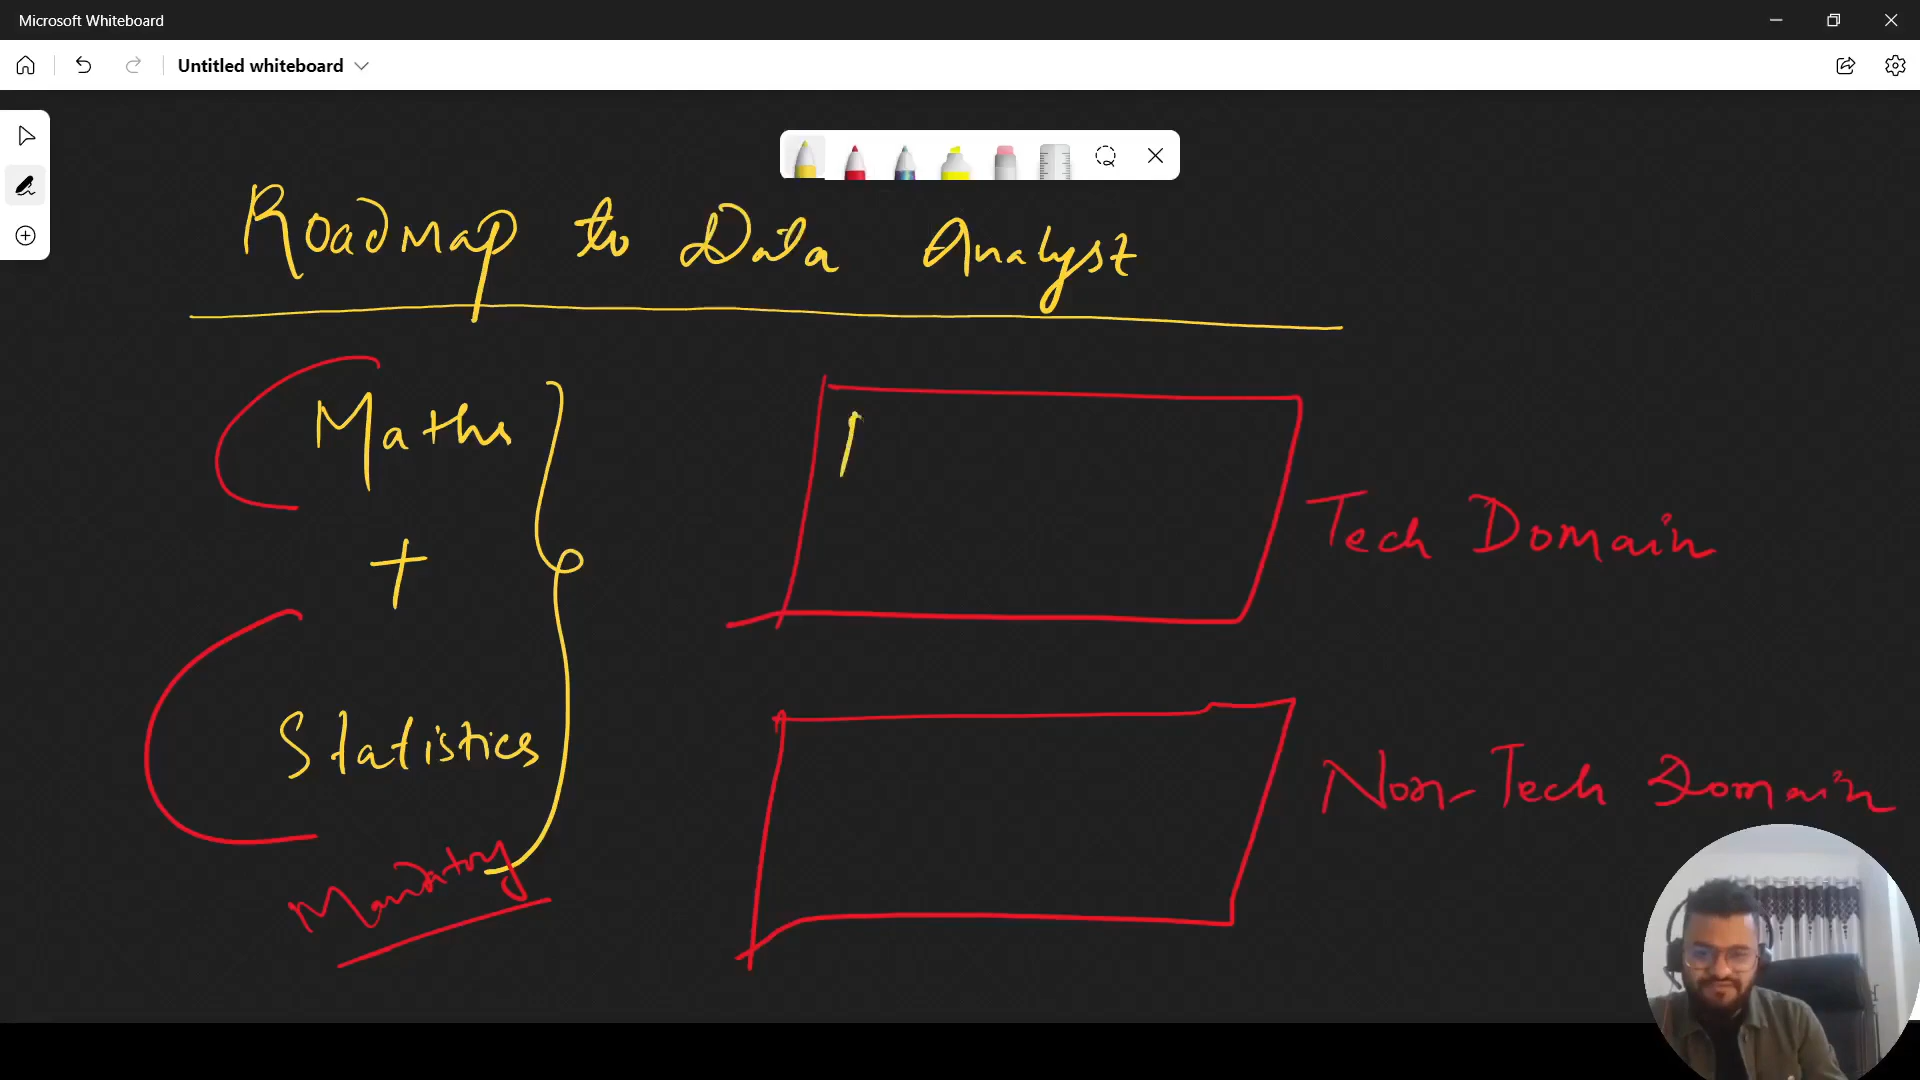 Microsoft Whiteboard
Untitled whiteboard
Roadmap to Data Analyst
Maths
+
Statistics
Mandatory
Tech Domain
Non-Tech Domain